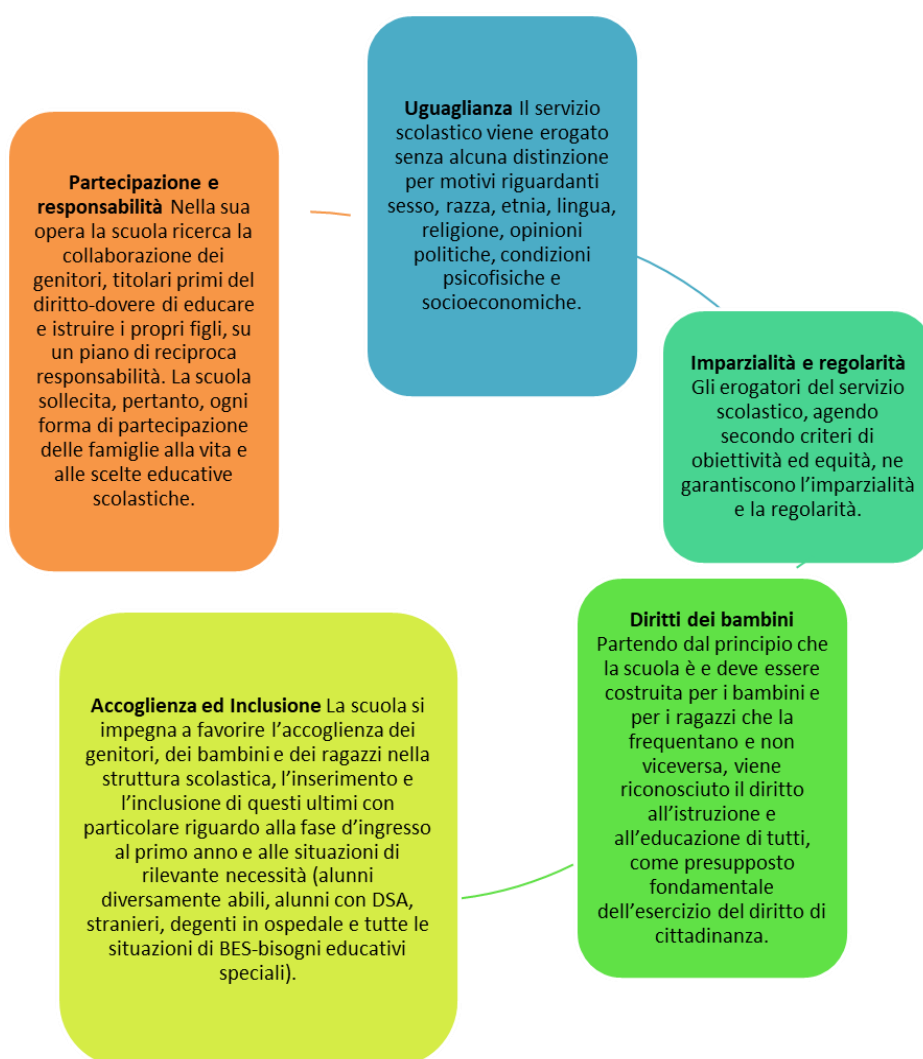 Uguaglianza Il servizio
scolastico viene erogato
senza alcuna distinzione
per motivi riguardanti
sesso, razza, etnia, lingua,
religione, opinioni
politiche, condizioni
psicofisiche e
socioeconomiche.
Imparzialità e regolarità
Gli erogatori del servizio
scolastico, agendo
secondo criteri di
obiettività ed equità, ne
garantiscono l’imparzialità
e la regolarità.
Diritti dei bambini
Partendo dal principio che
la scuola è e deve essere
costruita per i bambini e
per i ragazzi che la
frequentano e non
viceversa, viene
riconosciuto il diritto
all’istruzione e
all’educazione di tutti,
come presupposto
fondamentale
dell’esercizio del diritto di
cittadinanza.
Accoglienza ed Inclusione La scuola si
impegna a favorire l’accoglienza dei
genitori, dei bambini e dei ragazzi nella
struttura scolastica, l’inserimento e
l’inclusione di questi ultimi con
particolare riguardo alla fase d’ingresso
al primo anno e alle situazioni di
rilevante necessità (alunni
diversamente abili, alunni con DSA,
stranieri, degenti in ospedale e tutte le
situazioni di BES-bisogni educativi
speciali).
Partecipazione e
responsabilità Nella sua
opera la scuola ricerca la
collaborazione dei
genitori, titolari primi del
diritto-dovere di educare
e istruire i propri figli, su
un piano di reciproca
responsabilità. La scuola
sollecita, pertanto, ogni
forma di partecipazione
delle famiglie alla vita e
alle scelte educative
scolastiche.